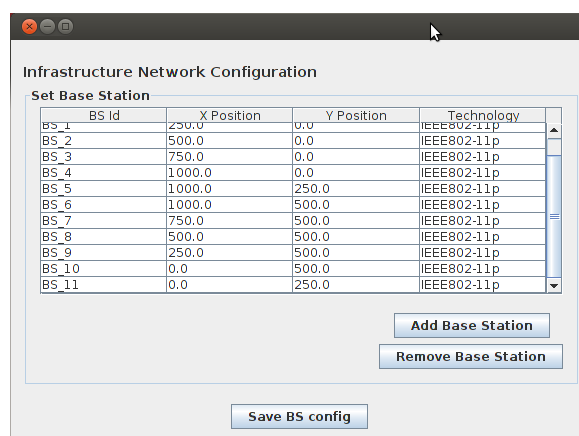 Infrastructure Network Configuration
Set Base Station
BS Id X Position Y Position Technology
BS_1 250.0 0.0 IEEE802-11p
BS_2 500.0 0.0 IEEE802-11p
BS_3 750.0 0.0 IEEE802-11p
BS_4 1000.0 0.0 IEEE802-11p
BS_5 1000.0 250.0 IEEE802-11p
BS_6 1000.0 500.0 IEEE802-11p
BS_7 750.0 500.0 IEEE802-11p
BS_8 500.0 500.0 IEEE802-11p
BS_9 250.0 500.0 IEEE802-11p
BS_10 0.0 500.0 IEEE802-11p
BS_11 0.0 250.0 IEEE802-11p
Add Base Station
Remove Base Station
Save BS config